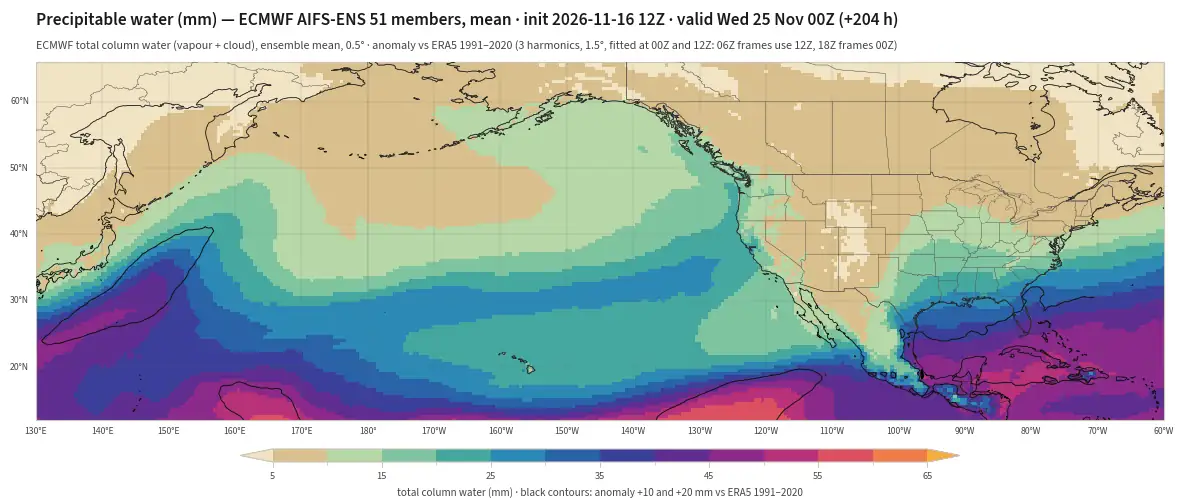 Precipitable water (mm) — ECMWF AIFS-ENS 51 members, mean · init 2026-11-16 12Z · valid Wed 25 Nov 00Z (+204 h)
ECMWF total column water (vapour + cloud), ensemble mean, 0.5° · anomaly vs ERA5 1991–2020 (3 harmonics, 1.5°, fitted at 00Z and 12Z: 06Z frames use 12Z, 18Z frames 00Z)
60°N
50°N
40°N
30°N
20°N
130°E 140°E 150°E 160°E 170°E 180° 170°W 160°W 150°W 140°W 130°W 120°W 110°W 100°W 90°W 80°W 70°W 60°W
5 15 25 35 45 55 65
total column water (mm) · black contours: anomaly +10 and +20 mm vs ERA5 1991–2020